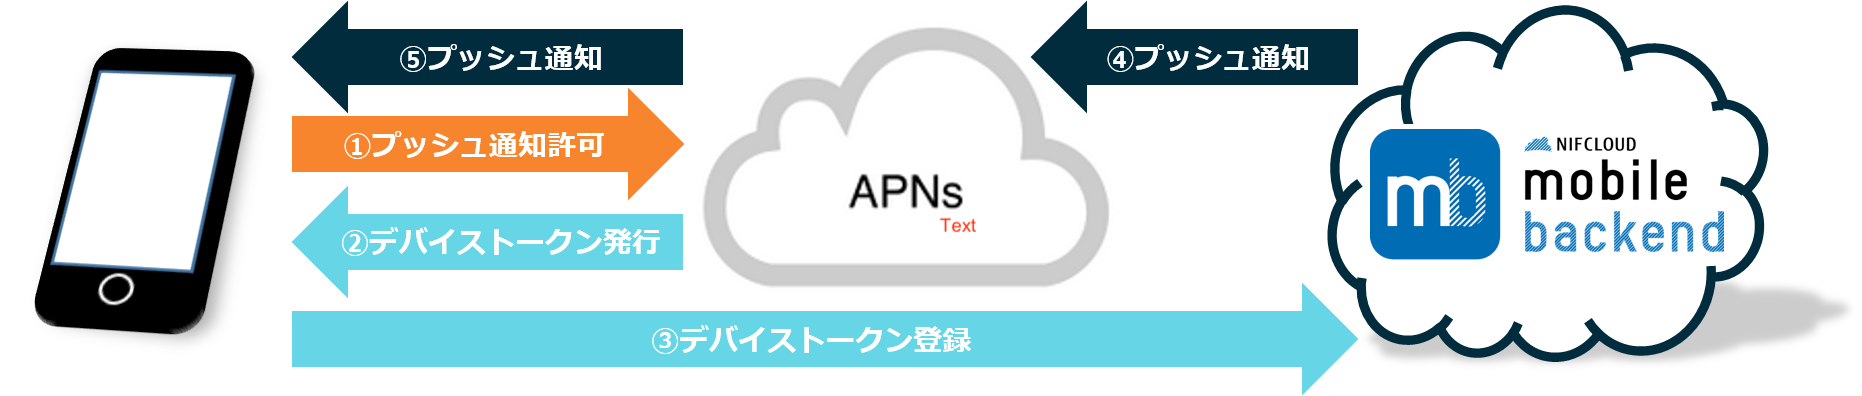 ⑤プッシュ通知
④プッシュ通知
①プッシュ通知許可
②デバイストークン発行
③デバイストークン登録
APNs
Text
mb
NIFCLOUD
mobile
backend